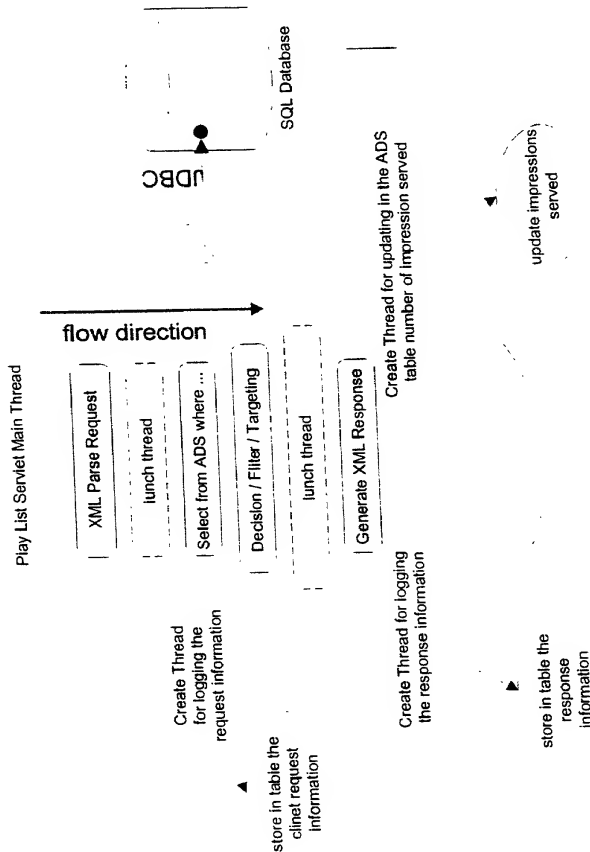 Play List Servlet Main Thread
flow direction
XML Parse Request
lunch thread
Select from ADS where ...
Decision / Filter / Targeting
lunch thread
Generate XML Response
Create Thread
for logging the
request information
store in table the
clinet request
information
Create Thread for logging
the response information
store in table the
response
information
JDBC
SQL Database
Create Thread for updating in the ADS
table number of impression served
update impressions
served